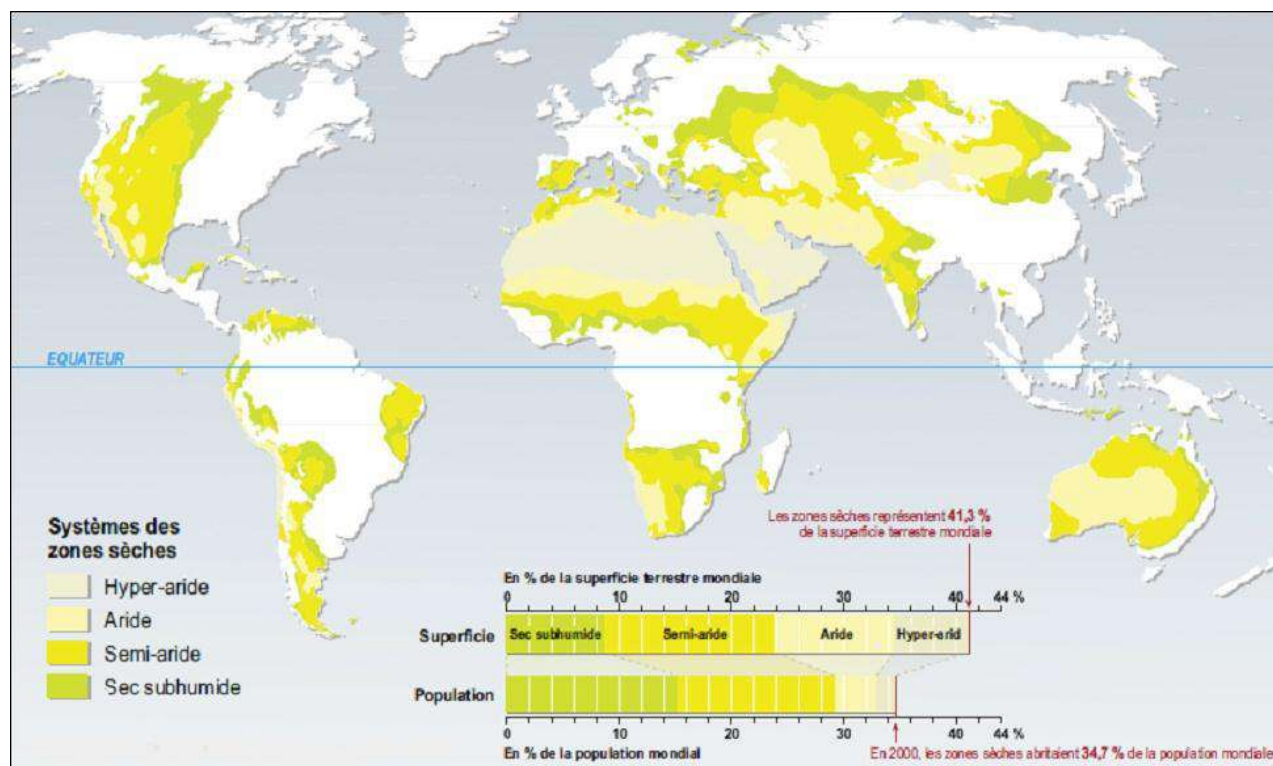 EQUATEUR
Systèmes des
zones sèches
Hyper-aride
Aride
Semi-aride
Sec subhumide
Les zones sèches représentent 41,3 %
de la superficie terrestre mondiale
En % de la superficie terrestre mondiale
0 10 20 30 40 44 %
Superficie
Sec subhumide Semi-aride Aride Hyper-arid
Population
0 10 20 30 40 44 %
En % de la population mondial
En 2000, les zones sèches abritaient 34,7 % de la population mondiale